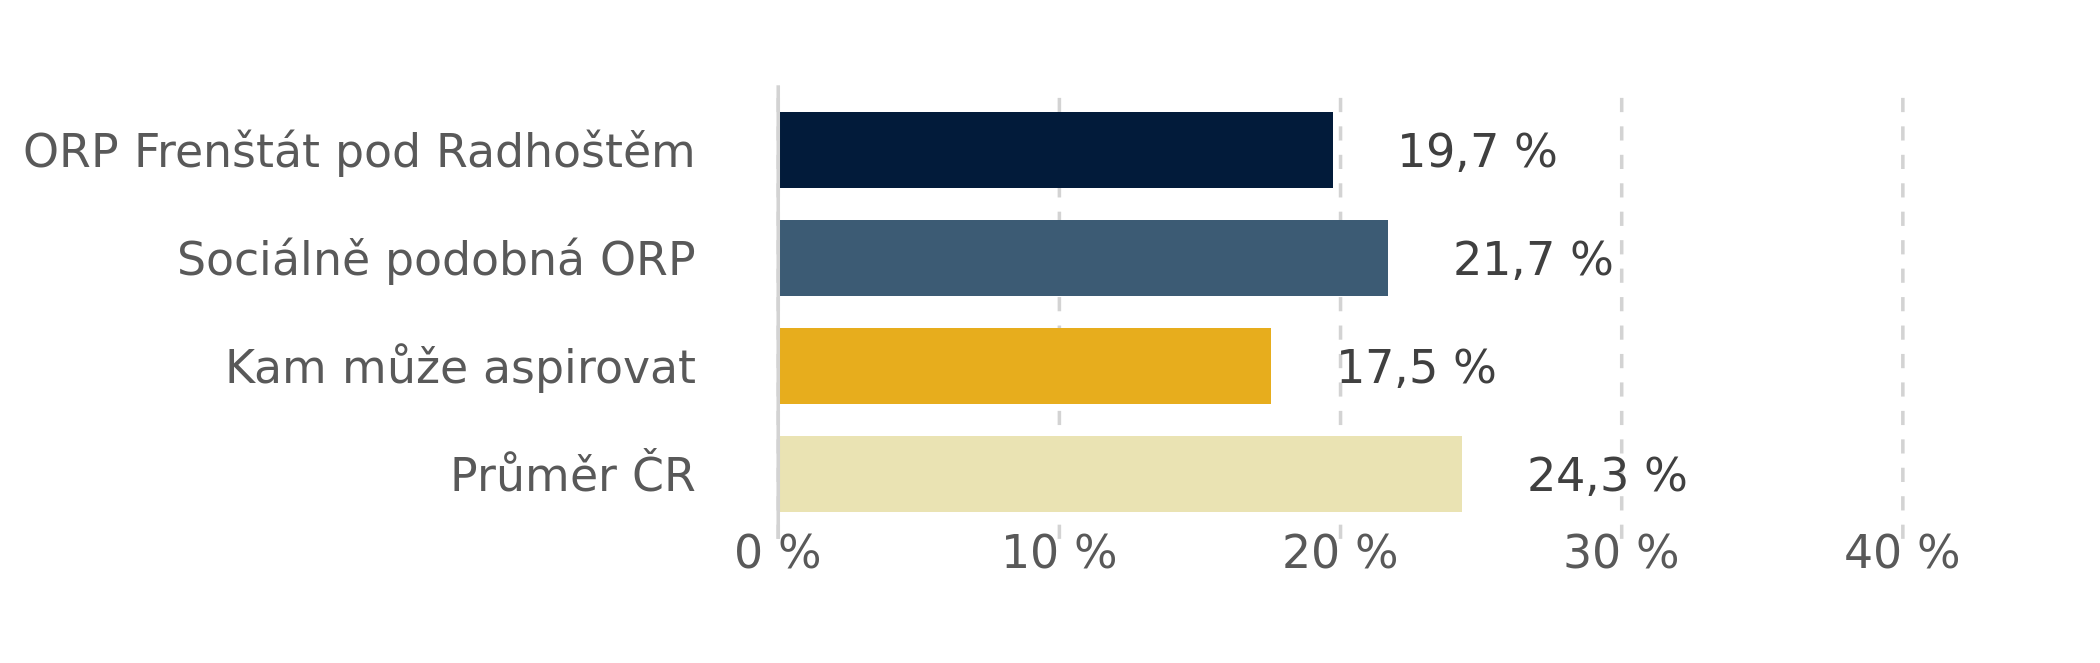 ORP Frenštát pod Radhoštěm 19,7 %
Sociálně podobná ORP 21,7 %
Kam může aspirovat 17,5 %
Průměr ČR 24,3 %
0 % 10 % 20 % 30 % 40 %